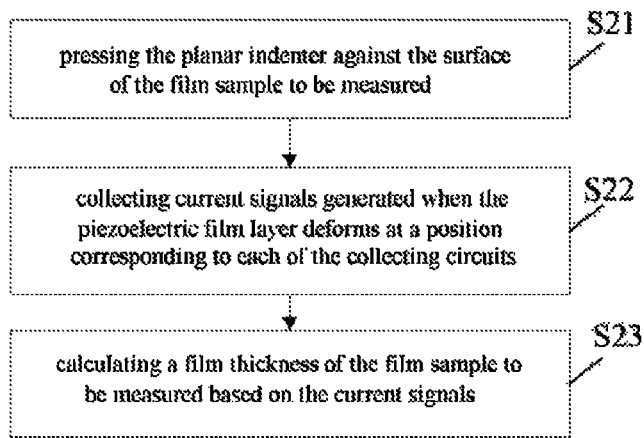 S21
pressing the planar indenter against the surface
of the film sample to be measured
S22
collecting current signals generated when the
piezoelectric film layer deforms at a position
corresponding to each of the collecting circuits
S23
calculating a film thickness of the film sample to
be measured based on the current signals